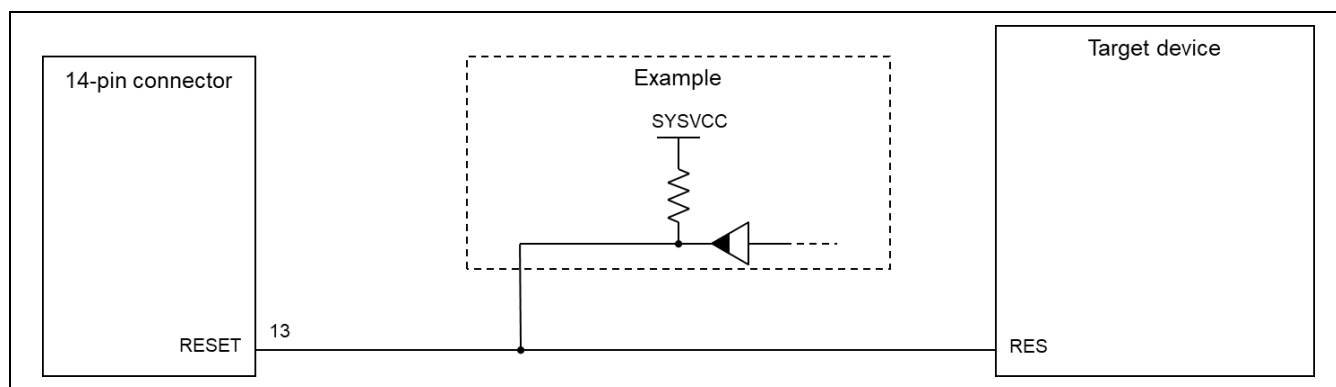 Target device
14-pin connector
Example
SYSVCC
13
RESET
RES